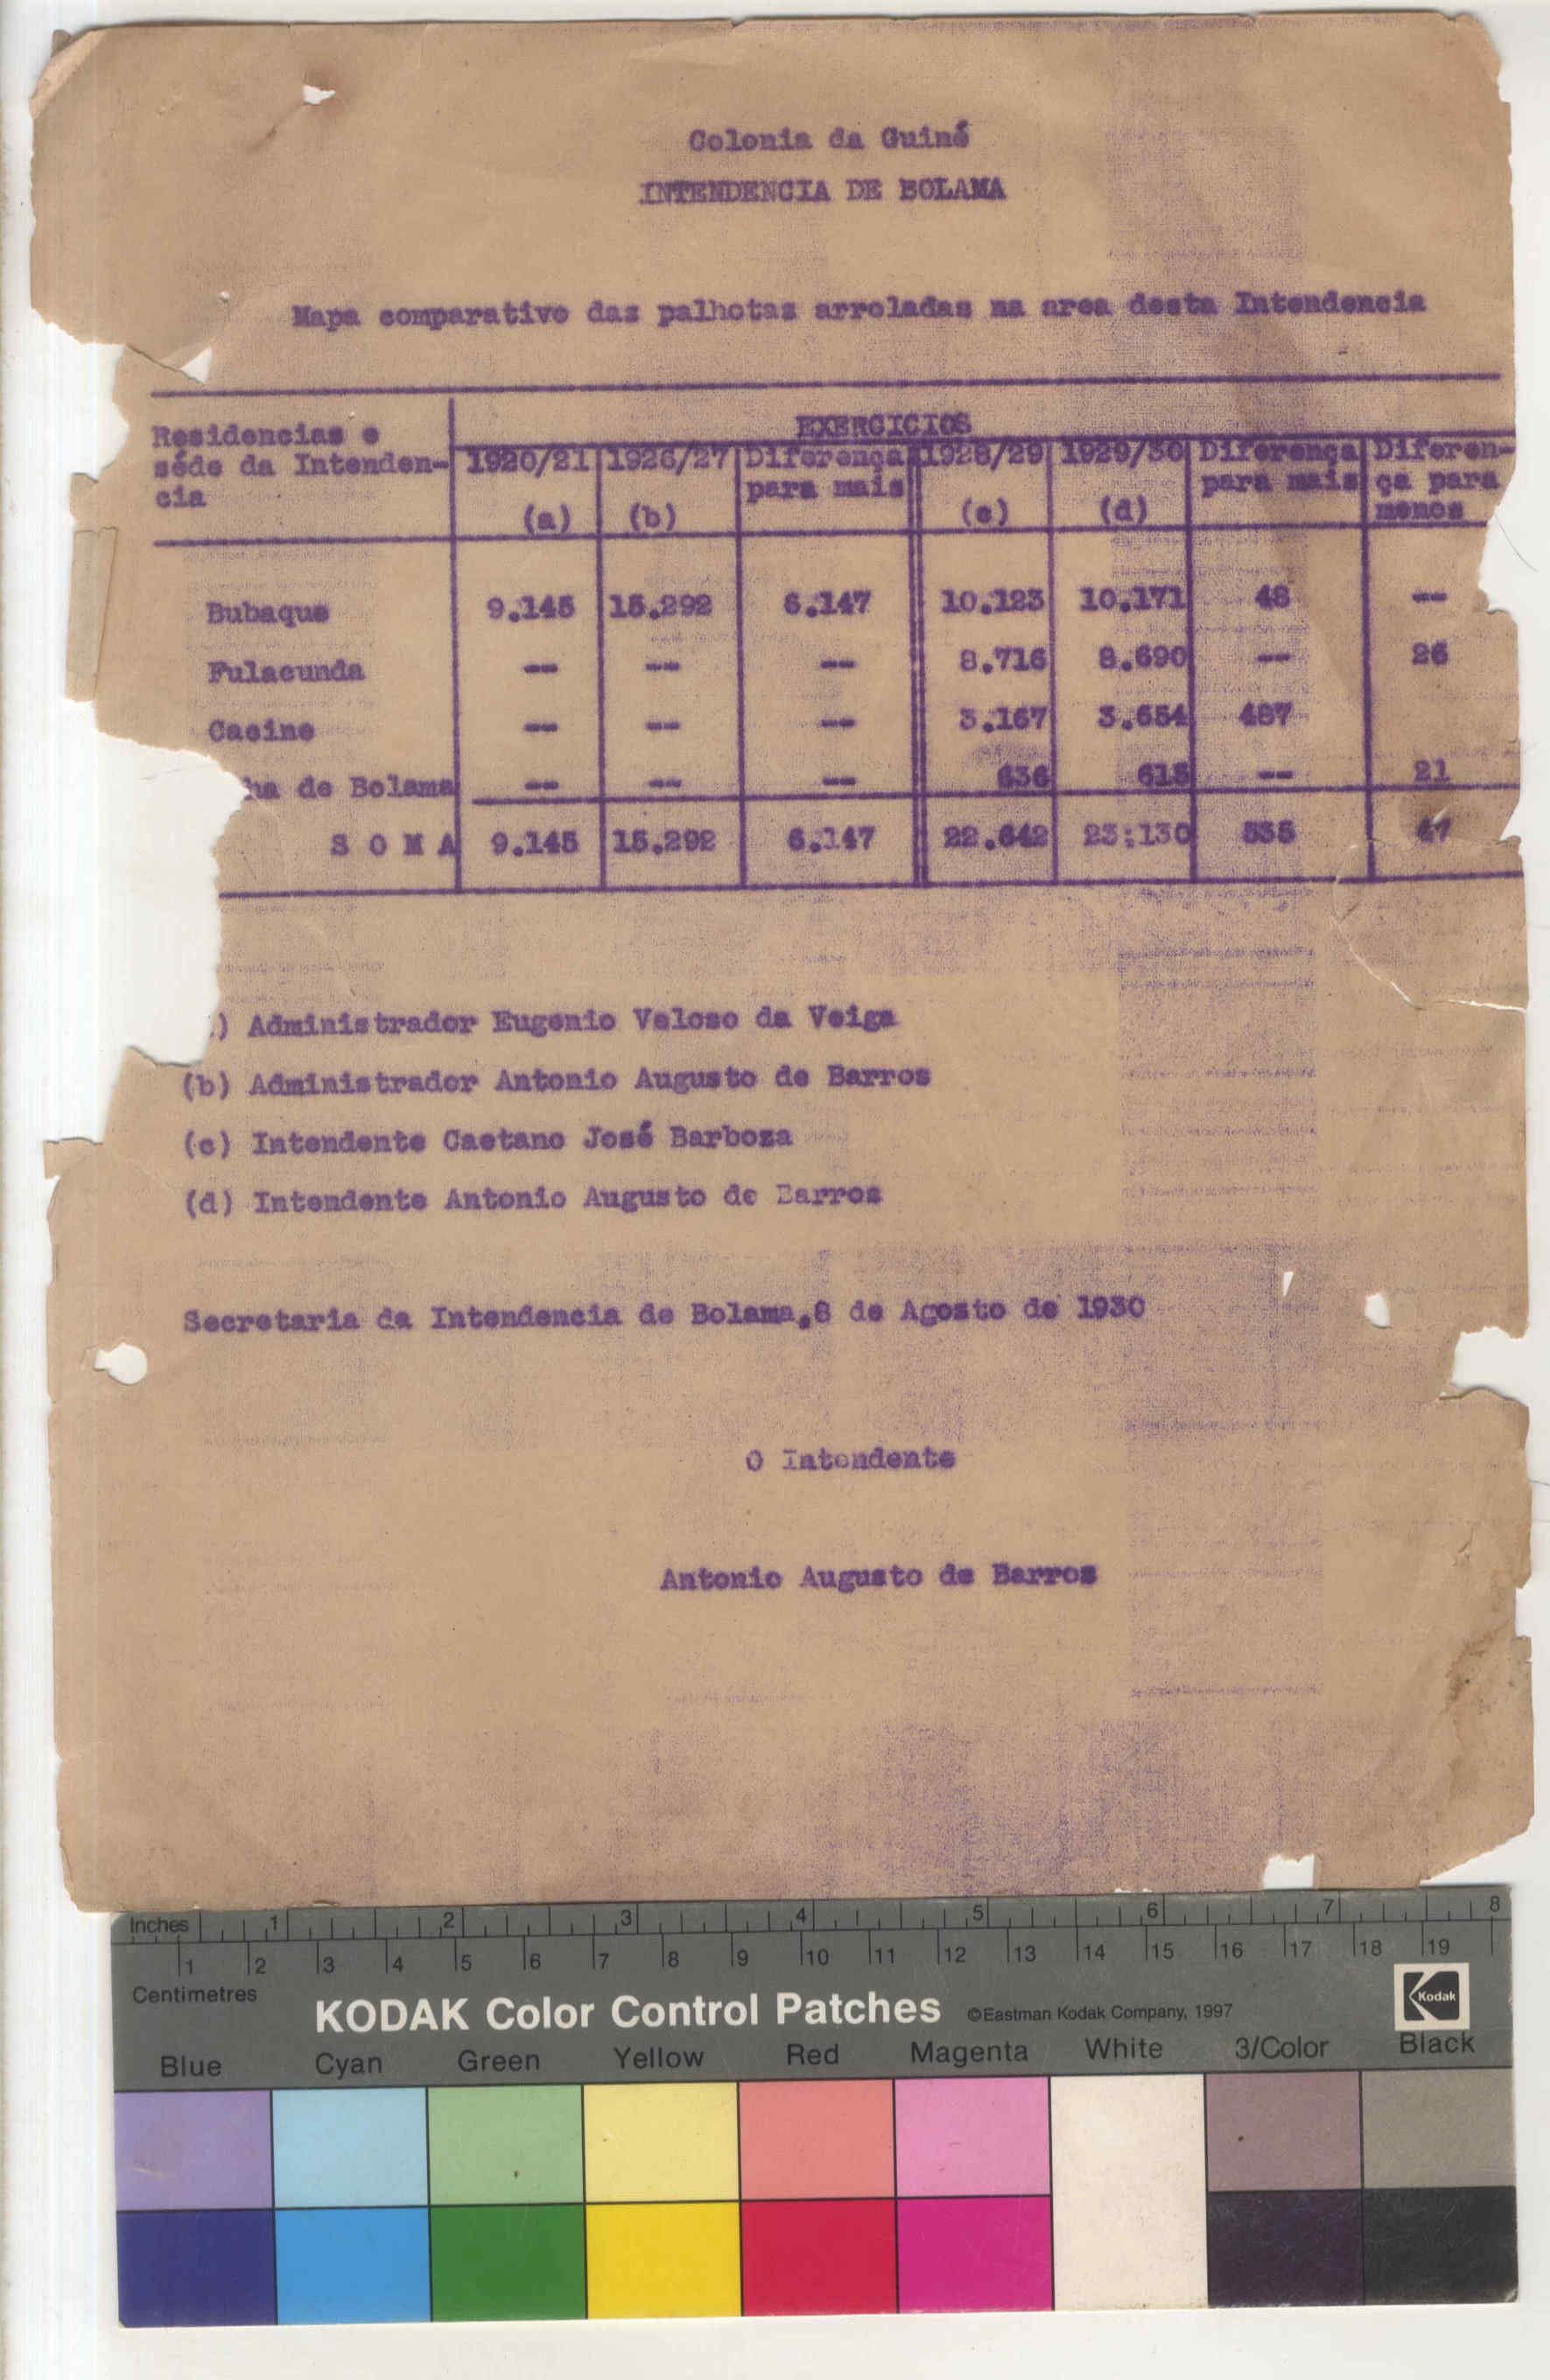 Colonia da Guiné
INTENDENCIA DE BOLAMA
Mapa comparativo das palhotas arroladas na area desta Intendencia
EXERCICIOS
Residencias e séde da Intenden-cia 1920/21 (a) 1926/27 (b) Diferença para mais 1928/29 (c) 1929/30 (d) Diferença para mais Diferen-ça para menos
Bubaque 9.145 15.292 6.147 10.123 10.171 48 --
Fulacunda -- -- -- 8.716 8.690 -- 26
Cacine -- -- -- 3.167 3.654 487
ha de Bolama -- -- -- 636 615 -- 21
S O M A 9.145 15.292 6.147 22.642 23:130 535 47
) Administrador Eugenio Veloso da Veiga
(b) Administrador Antonio Augusto de Barros
(c) Intendente Caetano José Barboza
(d) Intendente Antonio Augusto de Barros
Secretaria da Intendencia de Bolama,8 de Agosto de 1930
O Intendente
Antonio Augusto de Barros
Inches 1 2 3 4 5 6 7 8
1 2 3 4 5 6 7 8 9 10 11 12 13 14 15 16 17 18 19
Centimetres
KODAK Color Control Patches ©Eastman Kodak Company, 1997 Kodak
Blue Cyan Green Yellow Red Magenta White 3/Color Black